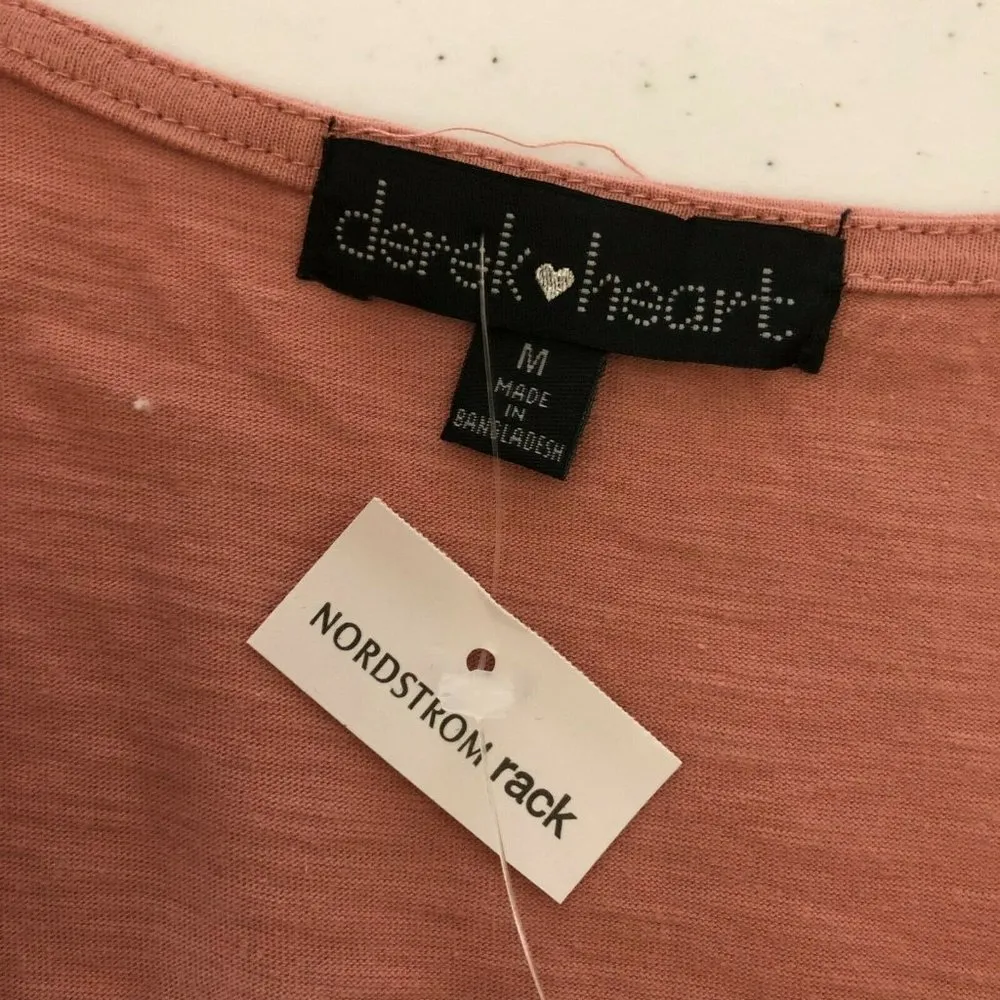 derek heart
M
MADE
IN
BANGLADESH
NORDSTROM rack